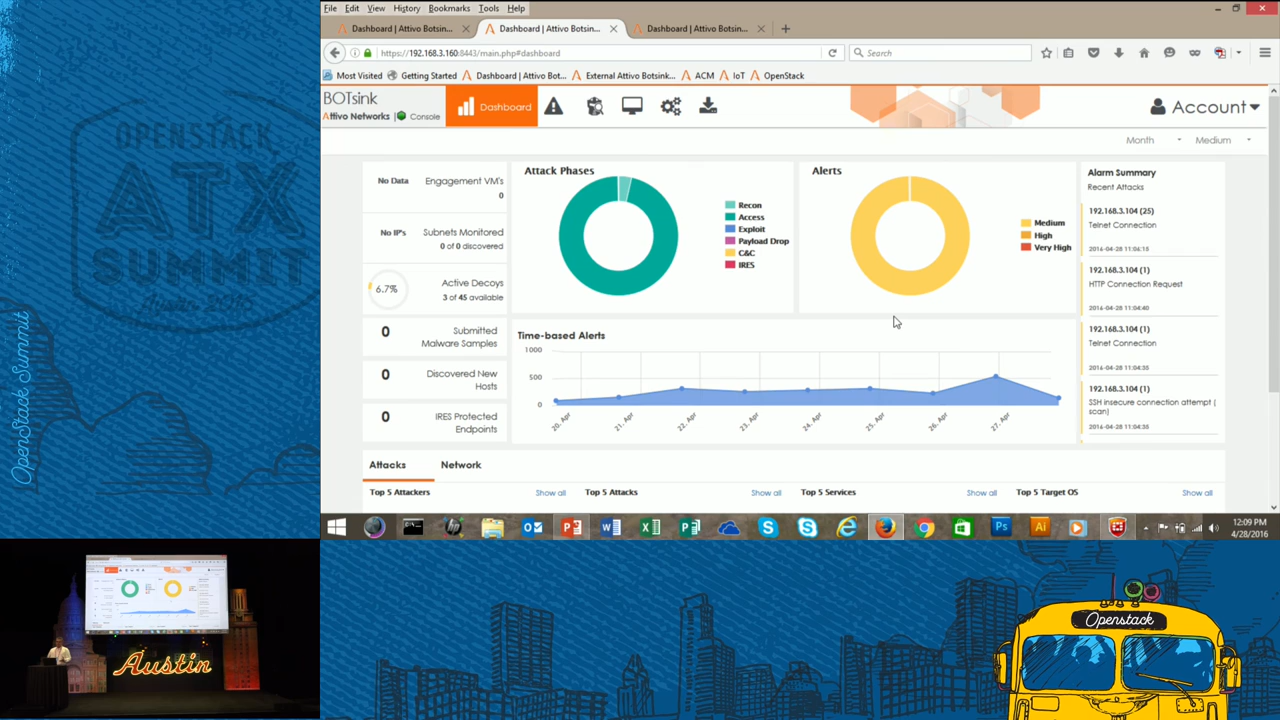 File Edit View History Bookmarks Tools Help
Dashboard | Attivo Botsin... Dashboard | Attivo Botsin... Dashboard | Attivo Botsin...
https://192.168.3.160:8443/main.php#dashboard
Search
Most Visited Getting Started Dashboard | Attivo Bot... External Attivo Botsink... ACM IoT OpenStack
BOTsink
Attivo Networks | Console
Dashboard
Account
Month Medium
No Data Engagement VM's
0
No IP's Subnets Monitored
0 of 0 discovered
6.7% Active Decoys
3 of 45 available
0 Submitted
Malware Samples
0 Discovered New
Hosts
0 IRES Protected
Endpoints
Attack Phases
Recon
Access
Exploit
Payload Drop
C&C
IRES
Alerts
Medium
High
Very High
Time-based Alerts
1000
500
0
20. Apr 21. Apr 22. Apr 23. Apr 24. Apr 25. Apr 26. Apr 27. Apr
Alarm Summary
Recent Attacks
192.168.3.104 (25)
Telnet Connection
2016-04-28 11:06:15
192.168.3.104 (1)
HTTP Connection Request
2016-04-28 11:04:40
192.168.3.104 (1)
Telnet Connection
2016-04-28 11:04:35
192.168.3.104 (1)
SSH insecure connection attempt (
scan)
2016-04-28 11:04:35
Attacks Network
Top 5 Attackers Show all Top 5 Attacks Show all Top 5 Services Show all Top 5 Target OS Show all
12:09 PM
4/28/2016
OPENSTACK
ATX
SUMMIT
OpenStack Summit
Austin
Openstack